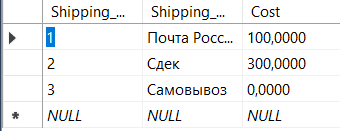 Shipping_... Shipping_... Cost
1 Почта Росс... 100,0000
2 Сдек 300,0000
3 Самовывоз 0,0000
NULL NULL NULL